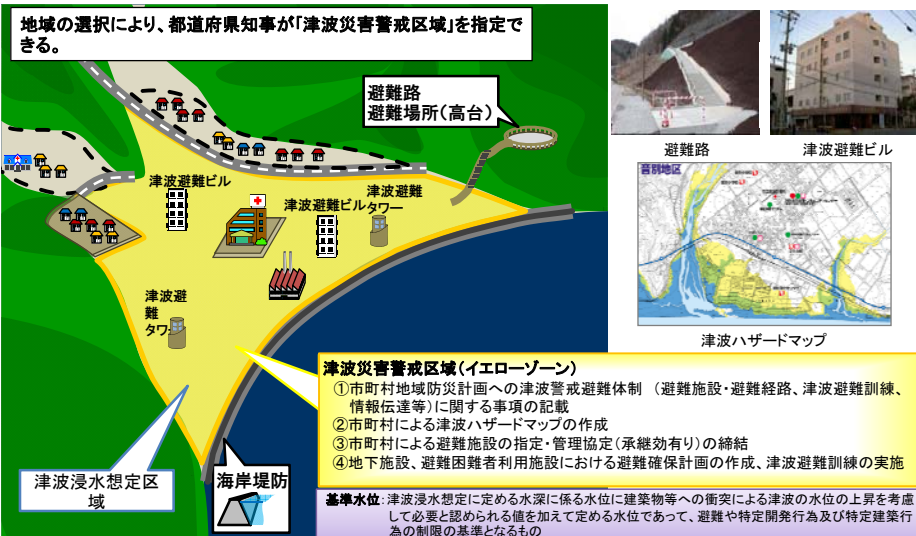 地域の選択により、都道府県知事が「津波災害警戒区域」を指定で
きる。
避難路
避難場所(高台)
津波避難ビル
津波避難ビル
津波避難
タワー
津波避
難
タワー
避難路
津波避難ビル
音別地区
津波ハザードマップ
津波災害警戒区域(イエローゾーン)
①市町村地域防災計画への津波警戒避難体制 (避難施設・避難経路、津波避難訓練、
情報伝達等)に関する事項の記載
②市町村による津波ハザードマップの作成
③市町村による避難施設の指定・管理協定(承継効有り)の締結
④地下施設、避難困難者利用施設における避難確保計画の作成、津波避難訓練の実施
津波浸水想定区
域
海岸堤防
基準水位:津波浸水想定に定める水深に係る水位に建築物等への衝突による津波の水位の上昇を考慮
して必要と認められる値を加えて定める水位であって、避難や特定開発行為及び特定建築行
為の制限の基準となるもの